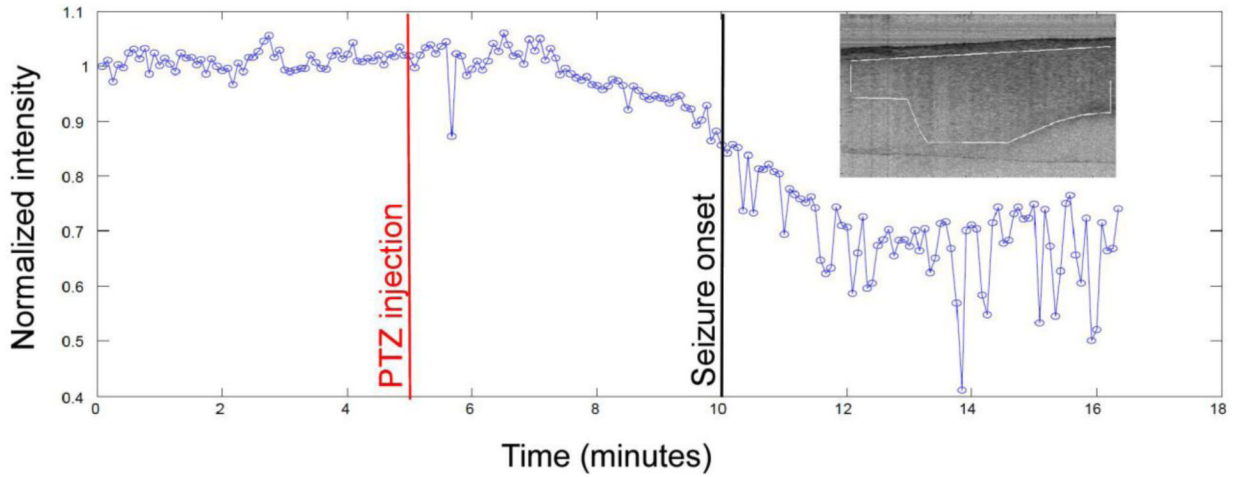 1.1
1
0.9
0.8
0.7
0.6
0.5
0.4
Normalized intensity
PTZ injection
Seizure onset
0 2 4 6 8 10 12 14 16 18
Time (minutes)